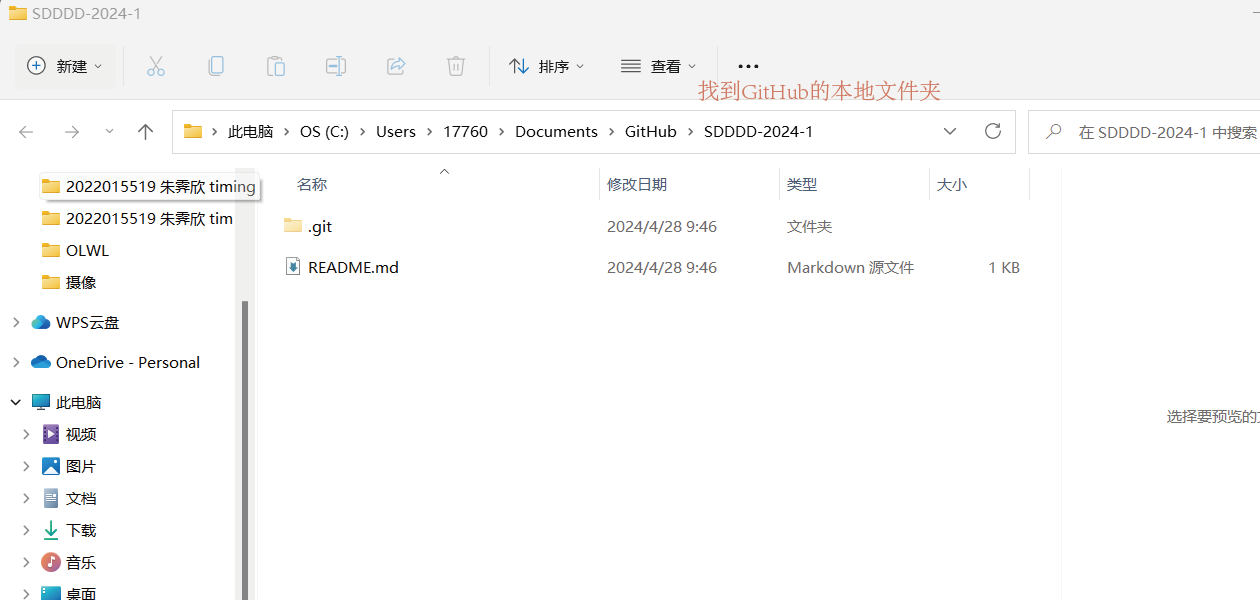 SDDDD-2024-1
新建
排序
查看
找到GitHub的本地文件夹
此电脑 OS (C:) Users 17760 Documents GitHub SDDDD-2024-1
在 SDDDD-2024-1 中搜索
名称 修改日期 类型 大小
.git 2024/4/28 9:46 文件夹
README.md 2024/4/28 9:46 Markdown 源文件 1 KB
2022015519 朱霁欣 timing
2022015519 朱霁欣 tim
OLWL
摄像
WPS云盘
OneDrive - Personal
此电脑
视频
图片
文档
下载
音乐
桌面
选择要预览的